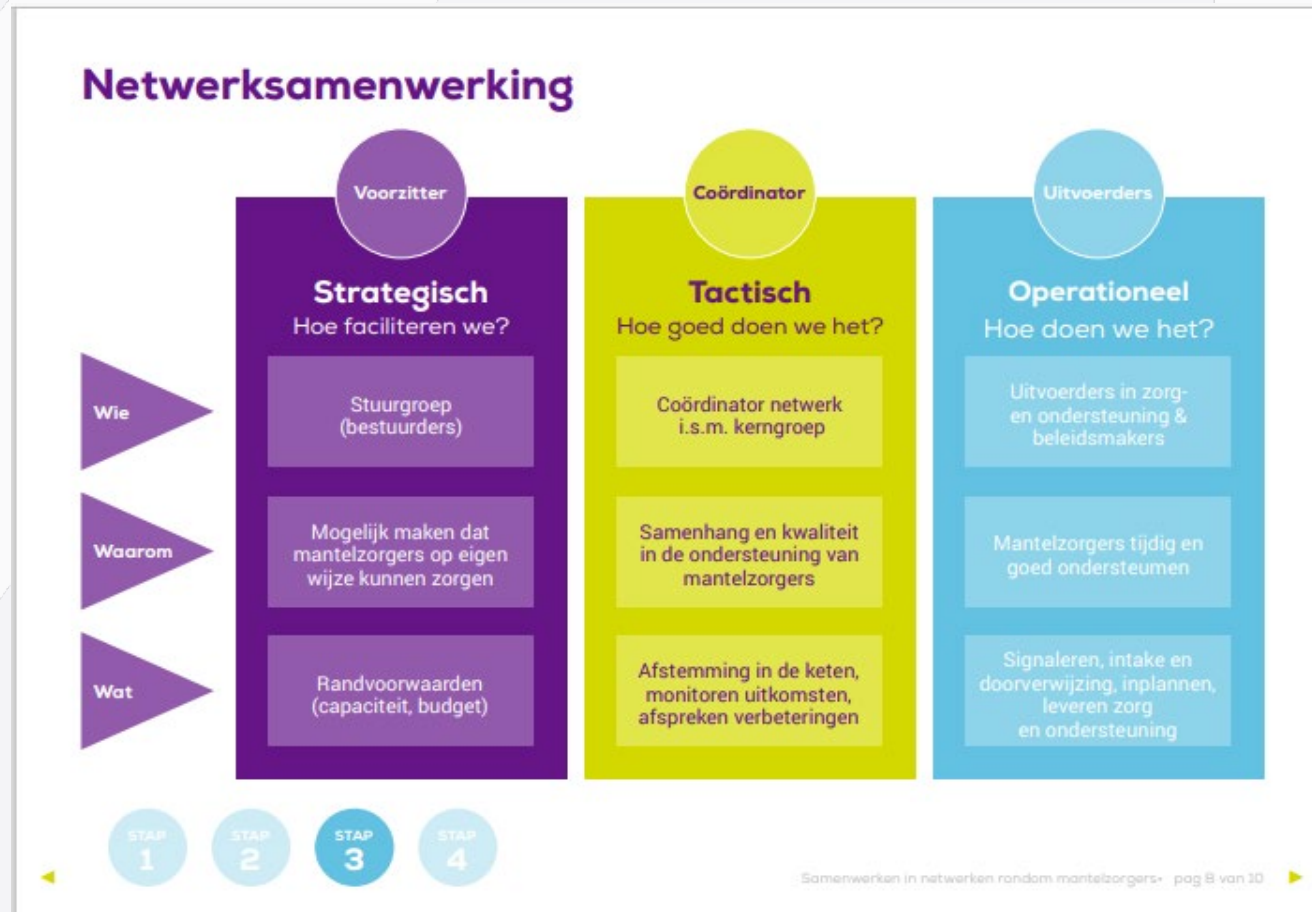 Netwerksamenwerking
Voorzitter
Coördinator
Uitvoerders
Strategisch
Hoe faciliteren we?
Tactisch
Hoe goed doen we het?
Operationeel
Hoe doen we het?
Wie
Stuurgroep
(bestuurders)
Coördinator netwerk
i.s.m. kerngroep
Uitvoerders in zorg-
en ondersteuning &
beleidsmakers
Waarom
Mogelijk maken dat
mantelzorgers op eigen
wijze kunnen zorgen
Samenhang en kwaliteit
in de ondersteuning van
mantelzorgers
Mantelzorgers tijdig en
goed ondersteumen
Wat
Randvoorwaarden
(capaciteit, budget)
Afstemming in de keten,
monitoren uitkomsten,
afspreken verbeteringen
Signaleren, intake en
doorverwijzing, inplannen,
leveren zorg
en ondersteuning
STAP
1
STAP
2
STAP
3
STAP
4
Samenwerken in netwerken rondom mantelzorgers• pag 8 van 10